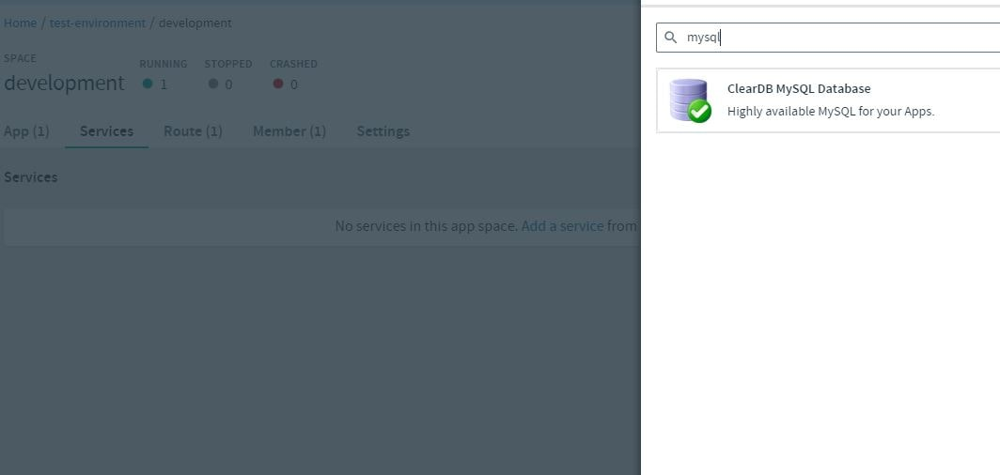 Home / test-environment / development
SPACE
development
RUNNING
1
STOPPED
0
CRASHED
0
App (1)
Services
Route (1)
Member (1)
Settings
Services
No services in this app space. Add a service from
mysql
ClearDB MySQL Database
Highly available MySQL for your Apps.